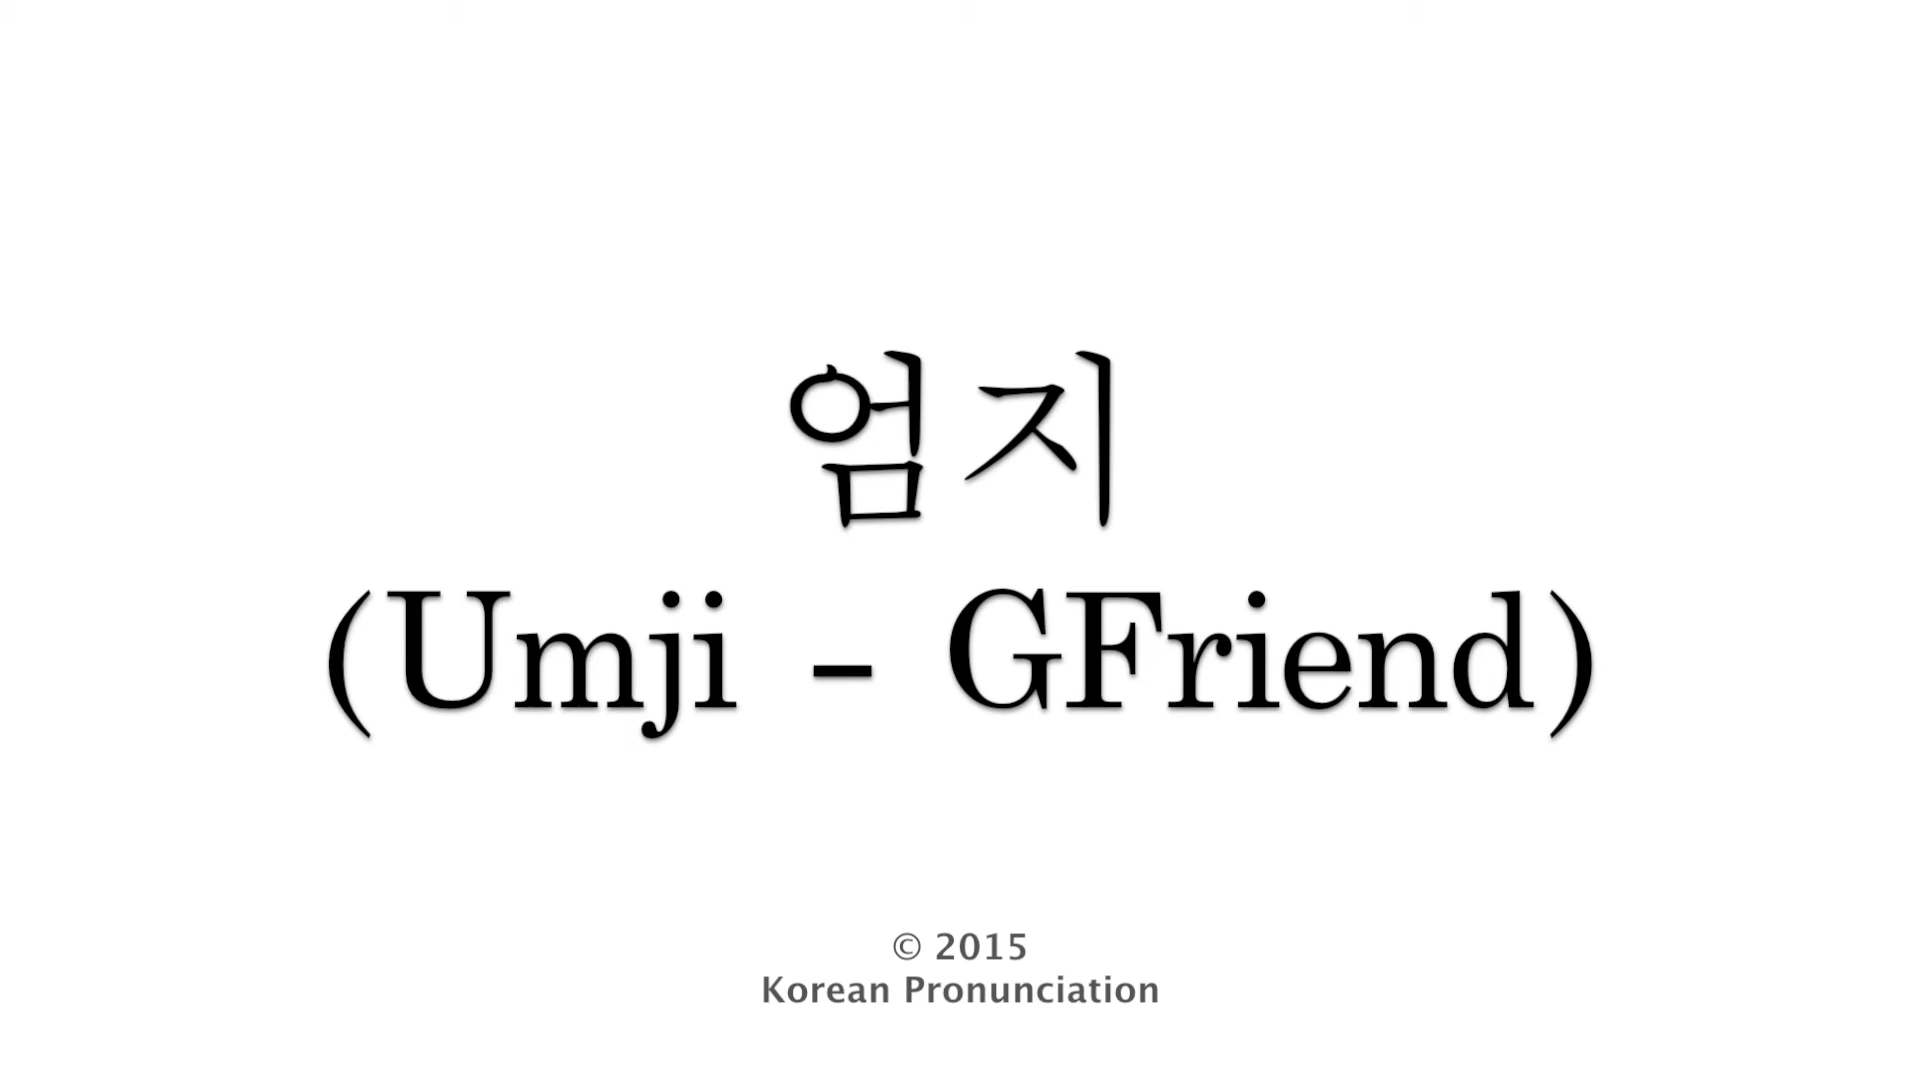 엄지
(Umji - GFriend)
© 2015
Korean Pronunciation